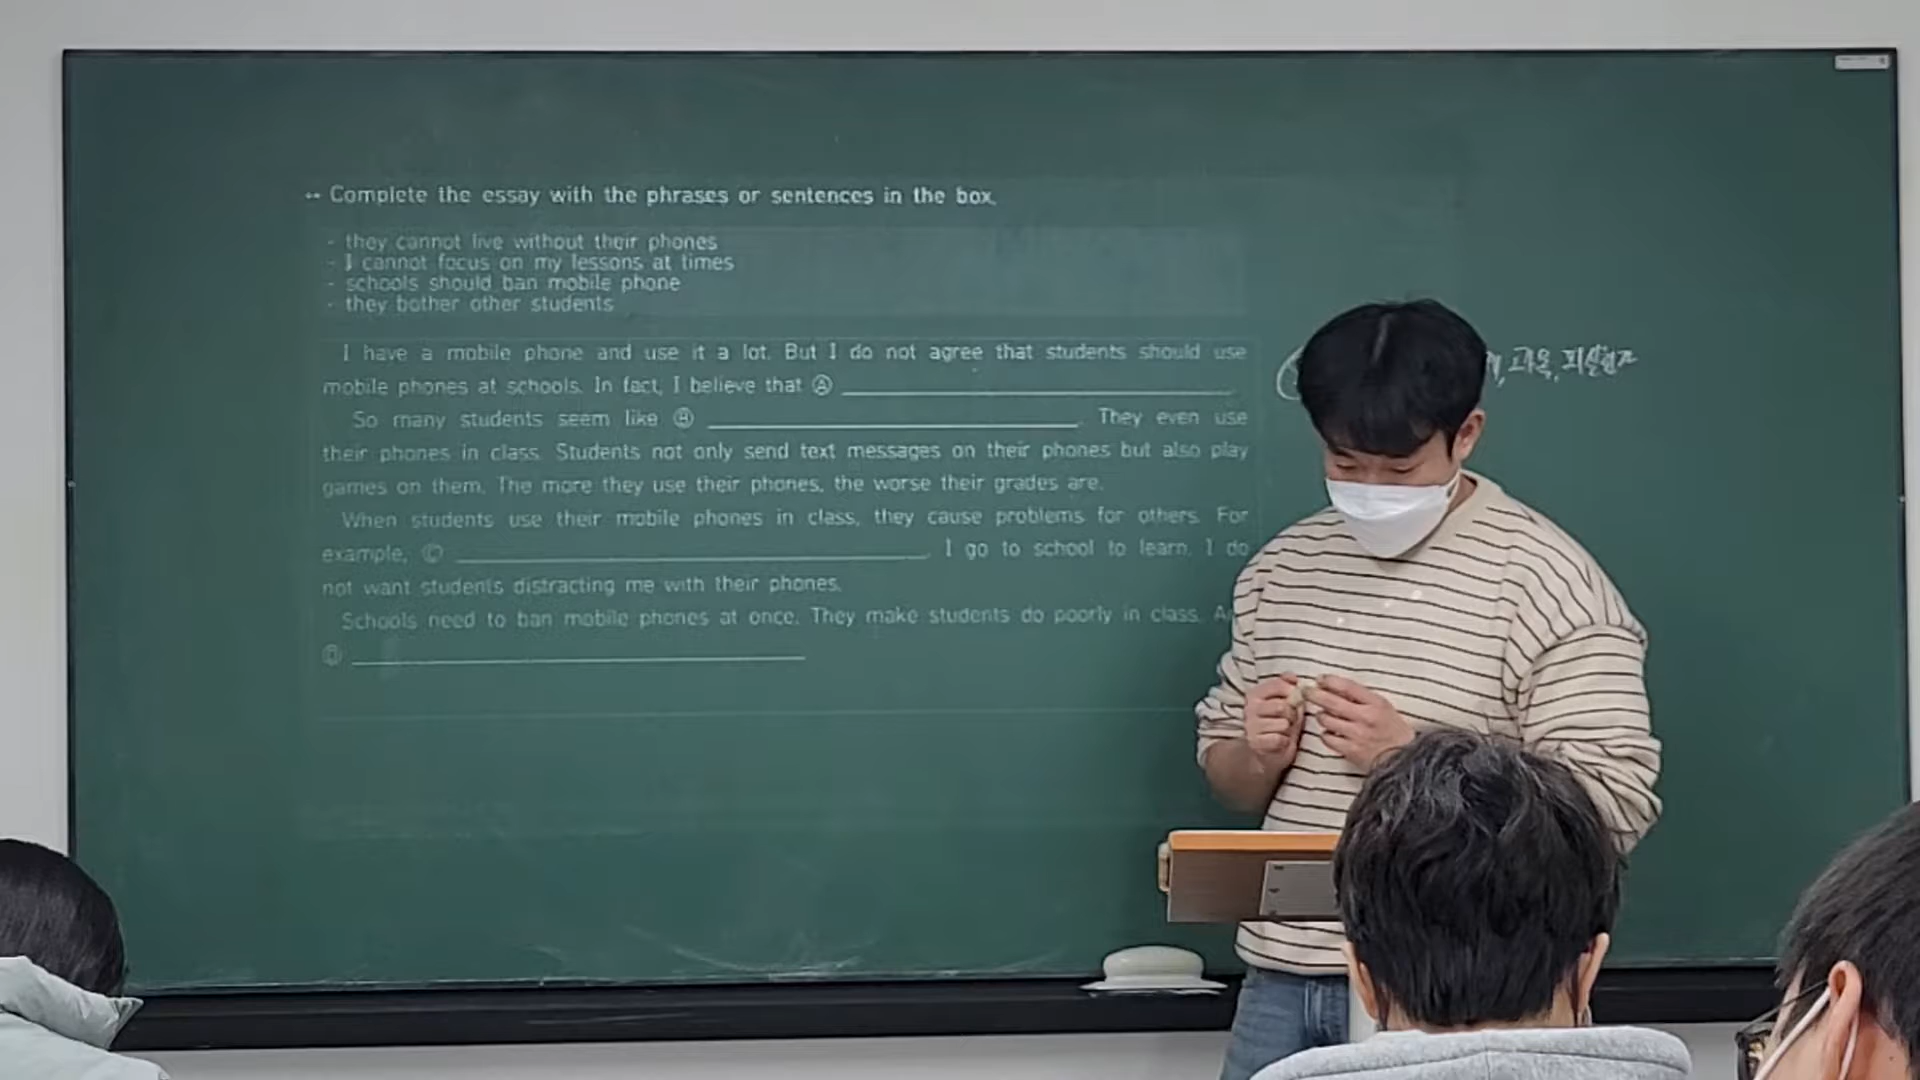 ↔ Complete the essay with the phrases or sentences in the box.
- they cannot live without their phones
- I cannot focus on my lessons at times
- schools should ban mobile phone
- they bother other students
I have a mobile phone and use it a lot. But I do not agree that students should use
mobile phones at schools. In fact, I believe that Ⓐ ______.
So many students seem like Ⓑ ______. They even use
their phones in class. Students not only send text messages on their phones but also play
games on them. The more they use their phones, the worse their grades are.
When students use their mobile phones in class, they cause problems for others. For
example, Ⓒ ______. I go to school to learn. I do
not want students distracting me with their phones.
Schools need to ban mobile phones at once. They make students do poorly in class.
Ⓓ ______